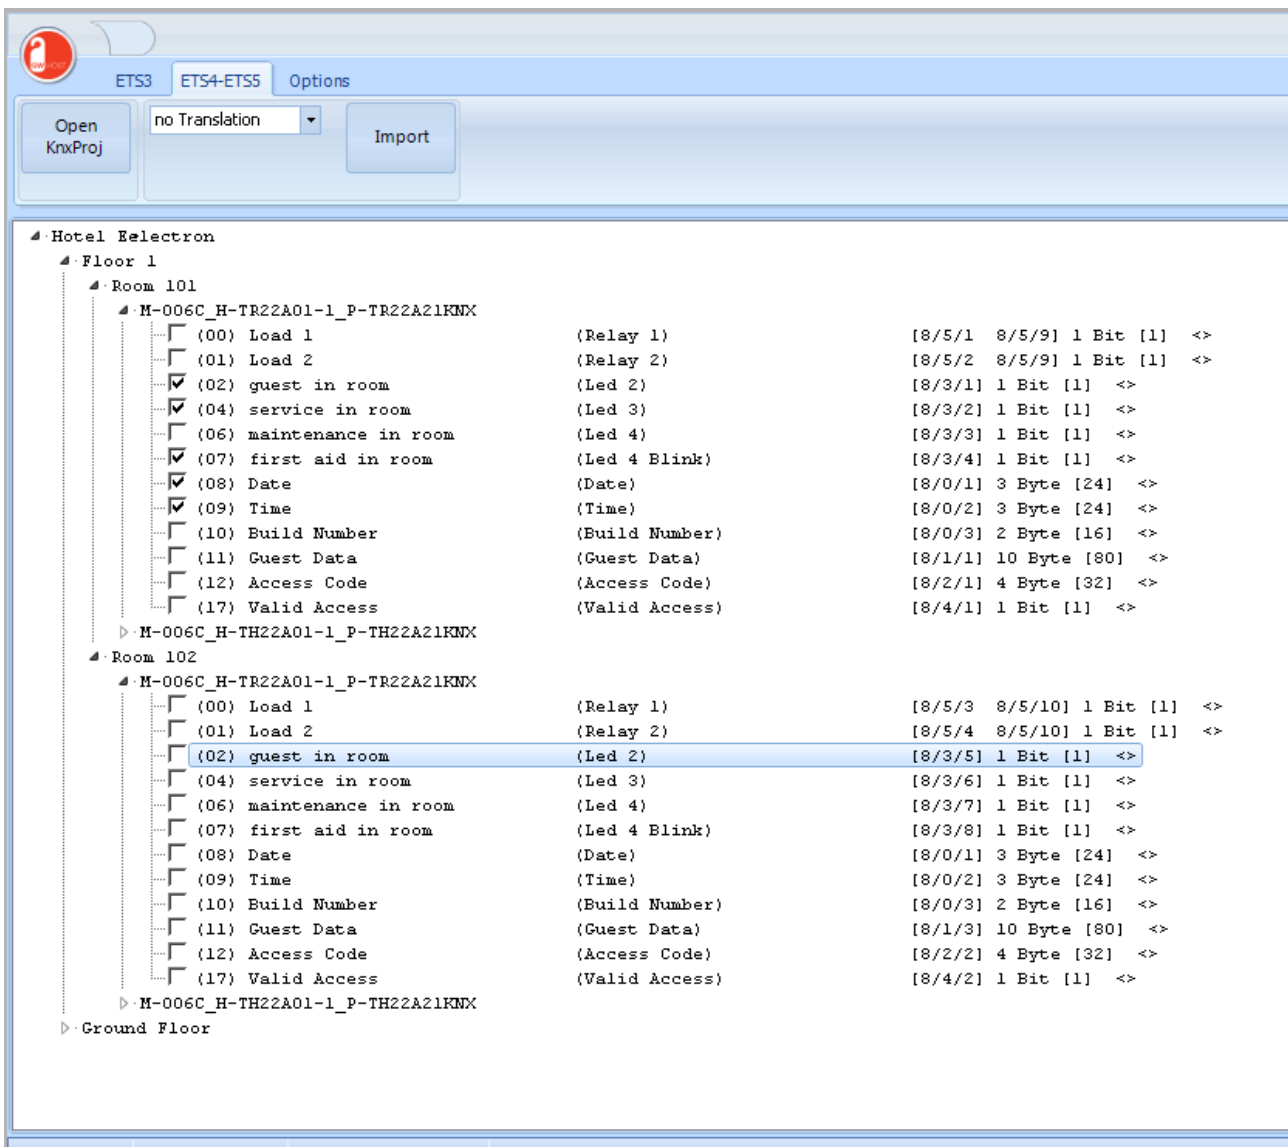 GWHOST
ETS3 ETS4-ETS5 Options
Open KnxProj
no Translation
Import
Hotel Eelectron
Floor 1
Room 101
M-006C_H-TR22A01-1_P-TR22A21KNX
(00) Load 1 (Relay 1) [8/5/1 8/5/9] 1 Bit [1] <>
(01) Load 2 (Relay 2) [8/5/2 8/5/9] 1 Bit [1] <>
(02) guest in room (Led 2) [8/3/1] 1 Bit [1] <>
(04) service in room (Led 3) [8/3/2] 1 Bit [1] <>
(06) maintenance in room (Led 4) [8/3/3] 1 Bit [1] <>
(07) first aid in room (Led 4 Blink) [8/3/4] 1 Bit [1] <>
(08) Date (Date) [8/0/1] 3 Byte [24] <>
(09) Time (Time) [8/0/2] 3 Byte [24] <>
(10) Build Number (Build Number) [8/0/3] 2 Byte [16] <>
(11) Guest Data (Guest Data) [8/1/1] 10 Byte [80] <>
(12) Access Code (Access Code) [8/2/1] 4 Byte [32] <>
(17) Valid Access (Valid Access) [8/4/1] 1 Bit [1] <>
M-006C_H-TH22A01-1_P-TH22A21KNX
Room 102
M-006C_H-TR22A01-1_P-TR22A21KNX
(00) Load 1 (Relay 1) [8/5/3 8/5/10] 1 Bit [1] <>
(01) Load 2 (Relay 2) [8/5/4 8/5/10] 1 Bit [1] <>
(02) guest in room (Led 2) [8/3/5] 1 Bit [1] <>
(04) service in room (Led 3) [8/3/6] 1 Bit [1] <>
(06) maintenance in room (Led 4) [8/3/7] 1 Bit [1] <>
(07) first aid in room (Led 4 Blink) [8/3/8] 1 Bit [1] <>
(08) Date (Date) [8/0/1] 3 Byte [24] <>
(09) Time (Time) [8/0/2] 3 Byte [24] <>
(10) Build Number (Build Number) [8/0/3] 2 Byte [16] <>
(11) Guest Data (Guest Data) [8/1/3] 10 Byte [80] <>
(12) Access Code (Access Code) [8/2/2] 4 Byte [32] <>
(17) Valid Access (Valid Access) [8/4/2] 1 Bit [1] <>
M-006C_H-TH22A01-1_P-TH22A21KNX
Ground Floor